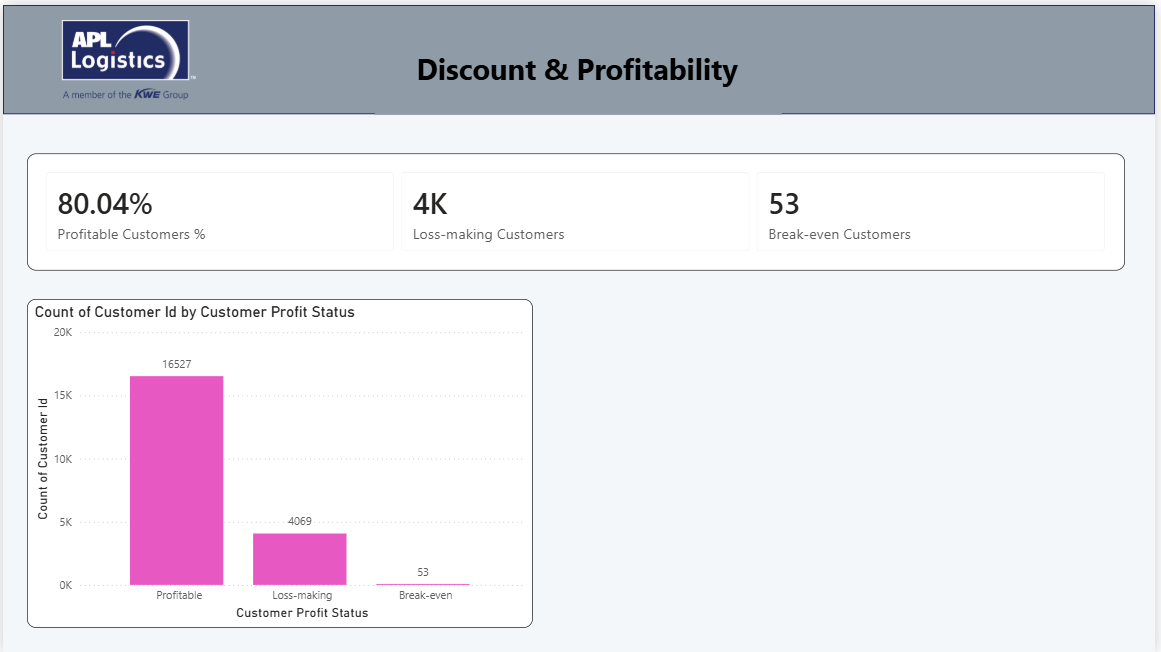 APL
Logistics
A member of the KWE Group
Discount & Profitability
80.04%
Profitable Customers %
4K
Loss-making Customers
53
Break-even Customers
Count of Customer Id by Customer Profit Status
Count of Customer Id
20K
15K
10K
5K
0K
16527
4069
53
Profitable
Loss-making
Break-even
Customer Profit Status